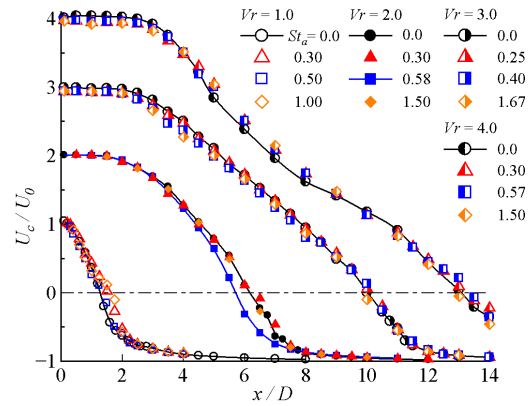 Vr = 1.0 Vr = 2.0 Vr = 3.0
St_a = 0.0 0.0 0.0
0.30 0.30 0.25
0.50 0.58 0.40
1.00 1.50 1.67
Vr = 4.0
0.0
0.30
0.57
1.50
U_c / U_0
4
3
2
1
0
−1
0 2 4 6 8 10 12 14
x / D